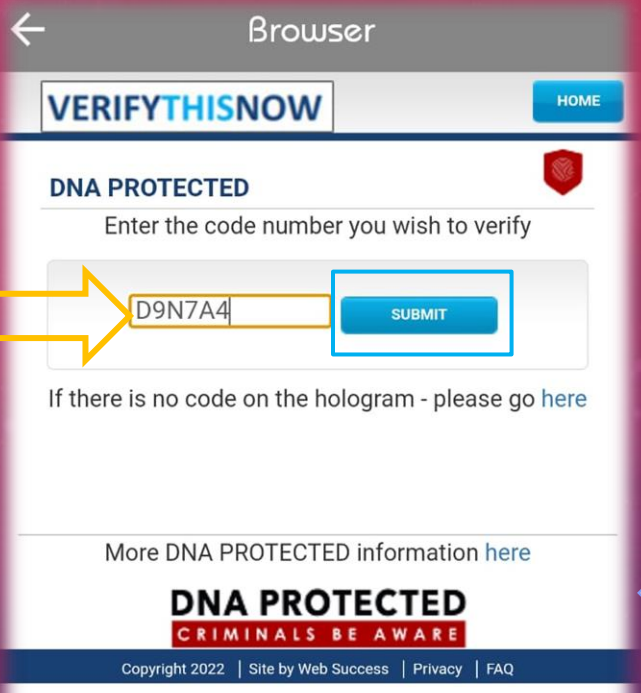 Browser
VERIFYTHISNOW
HOME
DNA PROTECTED
Enter the code number you wish to verify
D9N7A4
SUBMIT
If there is no code on the hologram - please go here
More DNA PROTECTED information here
DNA PROTECTED
CRIMINALS BE AWARE
Copyright 2022 | Site by Web Success | Privacy | FAQ